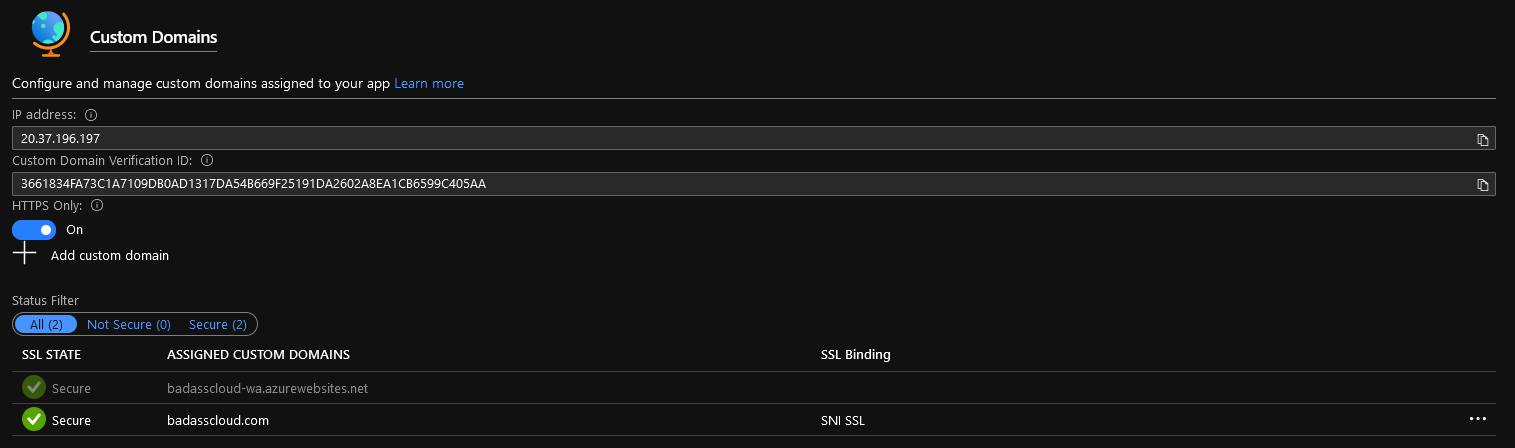 Custom Domains
Configure and manage custom domains assigned to your app Learn more
IP address:
20.37.196.197
Custom Domain Verification ID:
3661834FA73C1A7109DB0AD1317DA54B669F25191DA2602A8EA1CB6599C405AA
HTTPS Only:
On
Add custom domain
Status Filter
All (2) Not Secure (0) Secure (2)
SSL STATE ASSIGNED CUSTOM DOMAINS SSL Binding
Secure badasscloud-wa.azurewebsites.net
Secure badasscloud.com SNI SSL